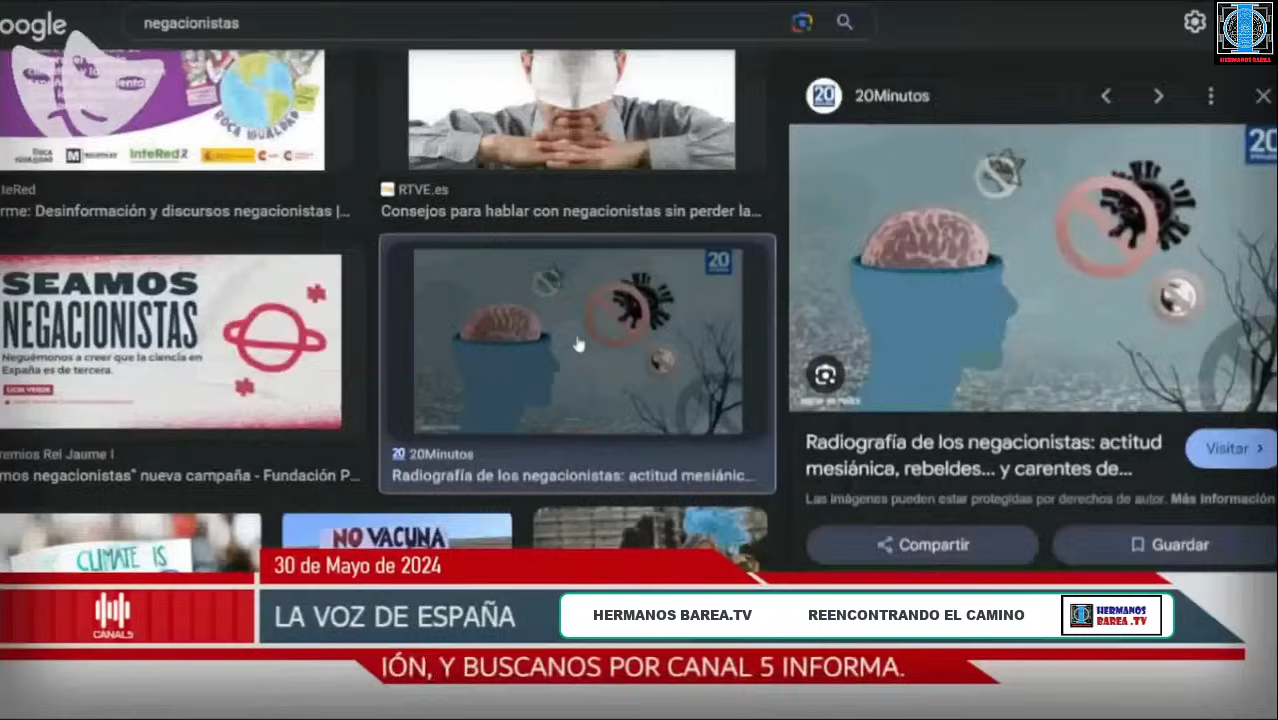 oogle
negacionistas
HERMANOS BAREA
InteRed
teRed
rme: Desinformación y discursos negacionistas |...
RTVE.es
Consejos para hablar con negacionistas sin perder la...
20Minutos
20
SEAMOS
NEGACIONISTAS
Neguémonos a creer que la ciencia en
España es de tercera.
remios Rei Jaume I
mos negacionistas" nueva campaña - Fundación P...
20
20 20Minutos
Radiografía de los negacionistas: actitud mesiánic...
Radiografía de los negacionistas: actitud
mesiánica, rebeldes... y carentes de...
Visitar
Las imágenes pueden estar protegidas por derechos de autor. Más información
Compartir
Guardar
CLIMATE IS
NO VACUNA
30 de Mayo de 2024
CANAL5
LA VOZ DE ESPAÑA
HERMANOS BAREA.TV
REENCONTRANDO EL CAMINO
HERMANOS
BAREA .TV
IÓN, Y BUSCANOS POR CANAL 5 INFORMA.